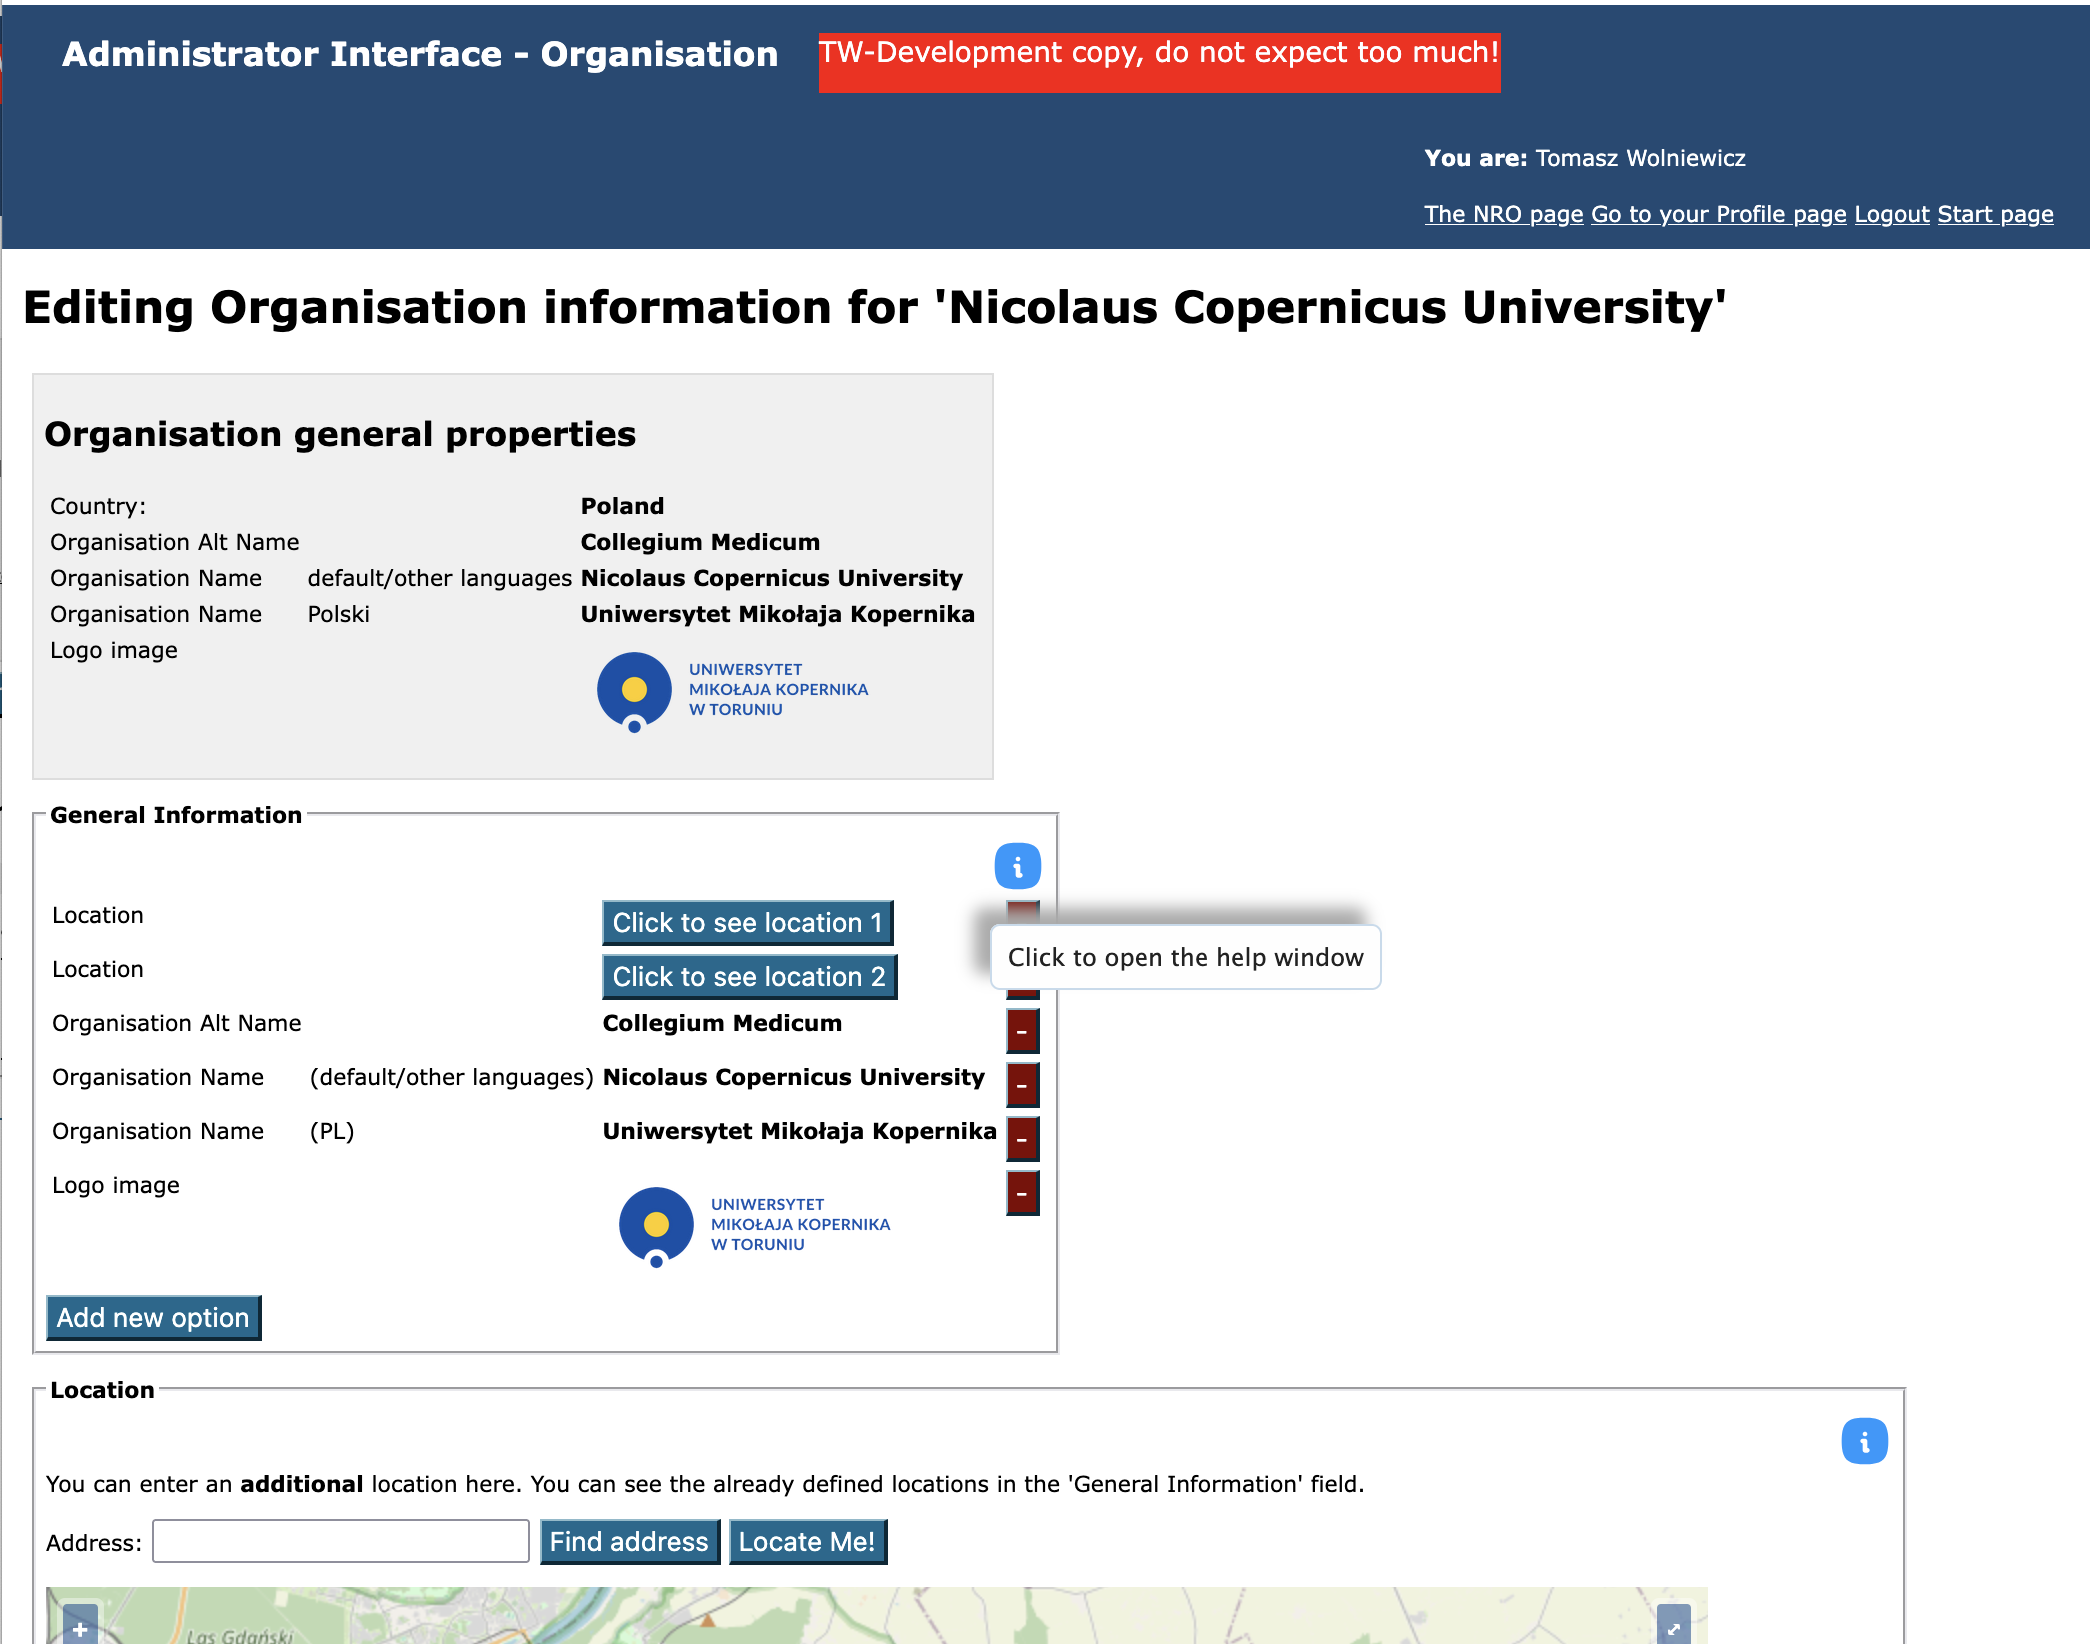 Administrator Interface - Organisation TW-Development copy, do not expect too much!
You are: Tomasz Wolniewicz
The NRO page Go to your Profile page Logout Start page
Editing Organisation information for 'Nicolaus Copernicus University'
Organisation general properties
Country: Poland
Organisation Alt Name Collegium Medicum
Organisation Name default/other languages Nicolaus Copernicus University
Organisation Name Polski Uniwersytet Mikołaja Kopernika
Logo image
UNIWERSYTET
MIKOŁAJA KOPERNIKA
W TORUNIU
General Information
i
Location Click to see location 1
Click to open the help window
Location Click to see location 2
Organisation Alt Name Collegium Medicum -
Organisation Name (default/other languages) Nicolaus Copernicus University -
Organisation Name (PL) Uniwersytet Mikołaja Kopernika -
Logo image -
UNIWERSYTET
MIKOŁAJA KOPERNIKA
W TORUNIU
Add new option
Location
i
You can enter an additional location here. You can see the already defined locations in the 'General Information' field.
Address: Find address Locate Me!
+
Las Gdański